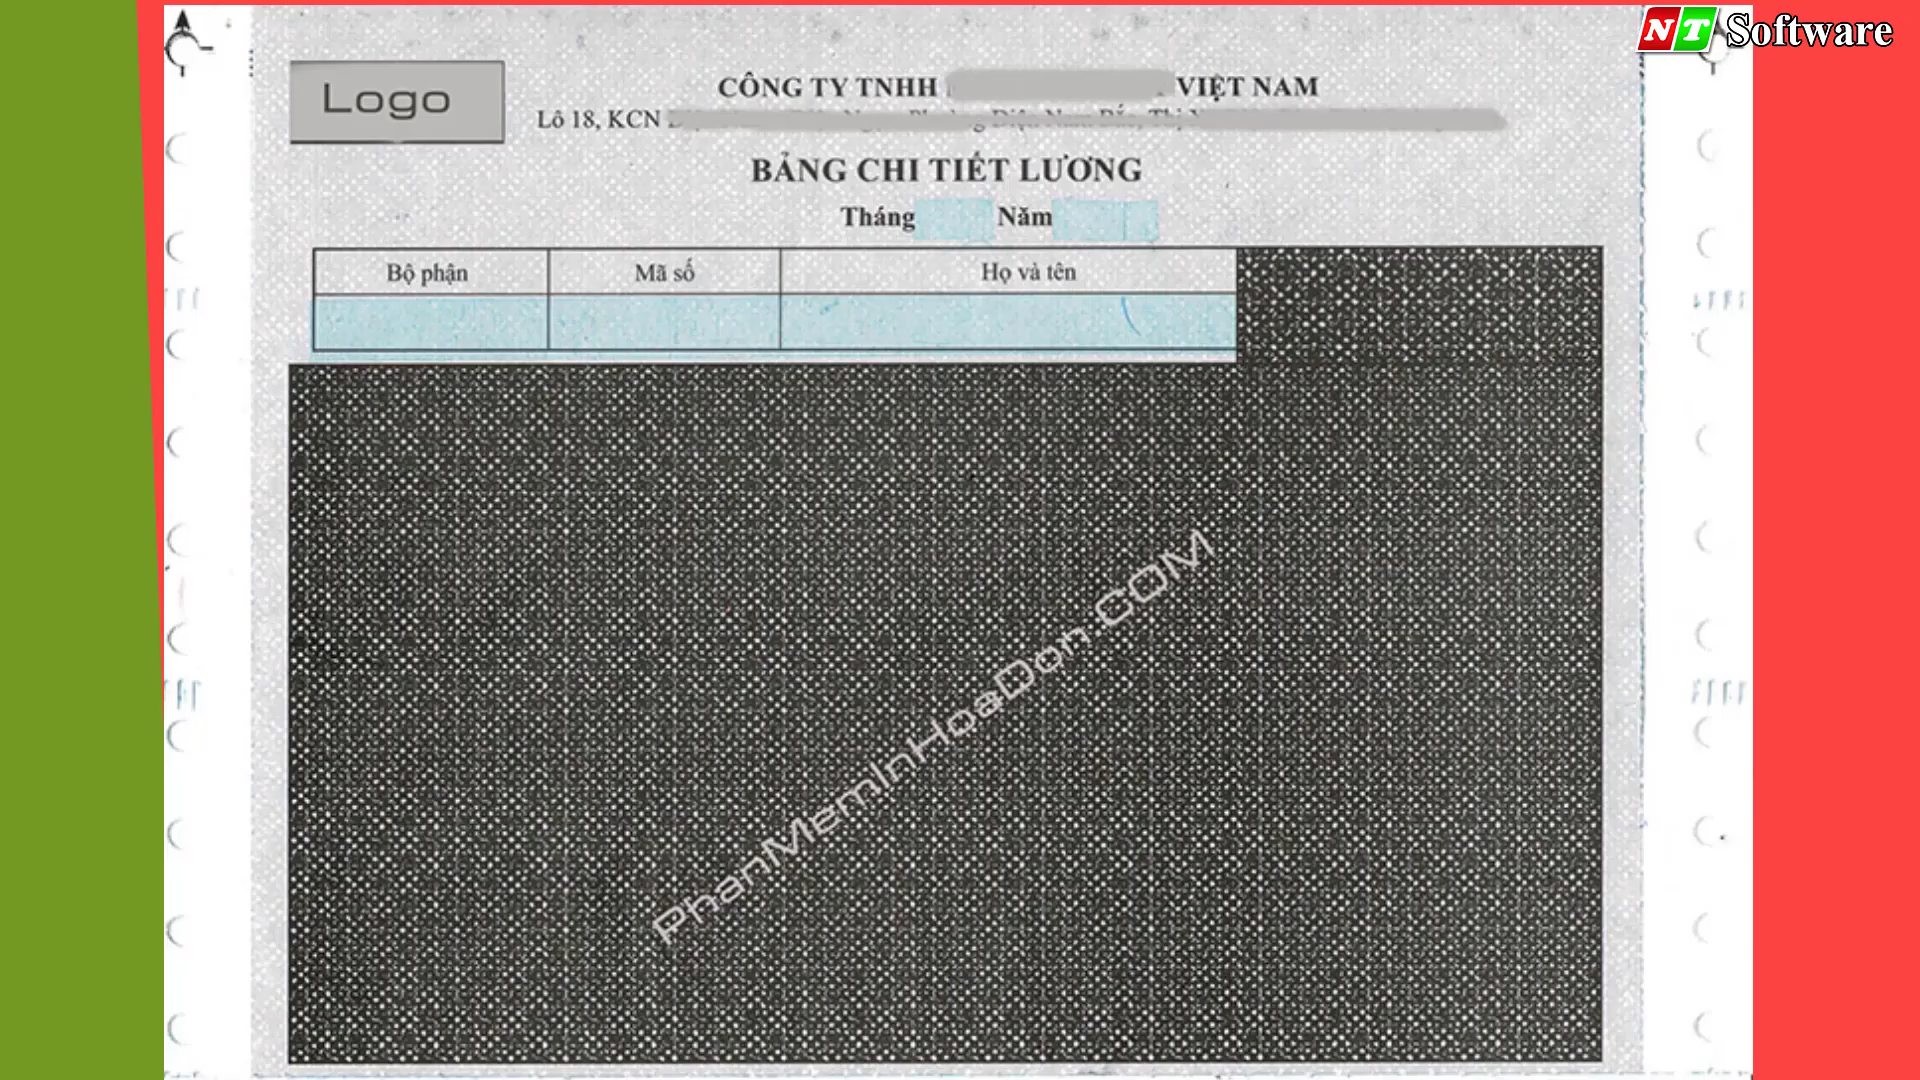 NT Software
Logo
CÔNG TY TNHH VIỆT NAM
Lô 18, KCN
BẢNG CHI TIẾT LƯƠNG
Tháng Năm
Bộ phận Mã số Họ và tên
PhanMemInHoaDon.COM